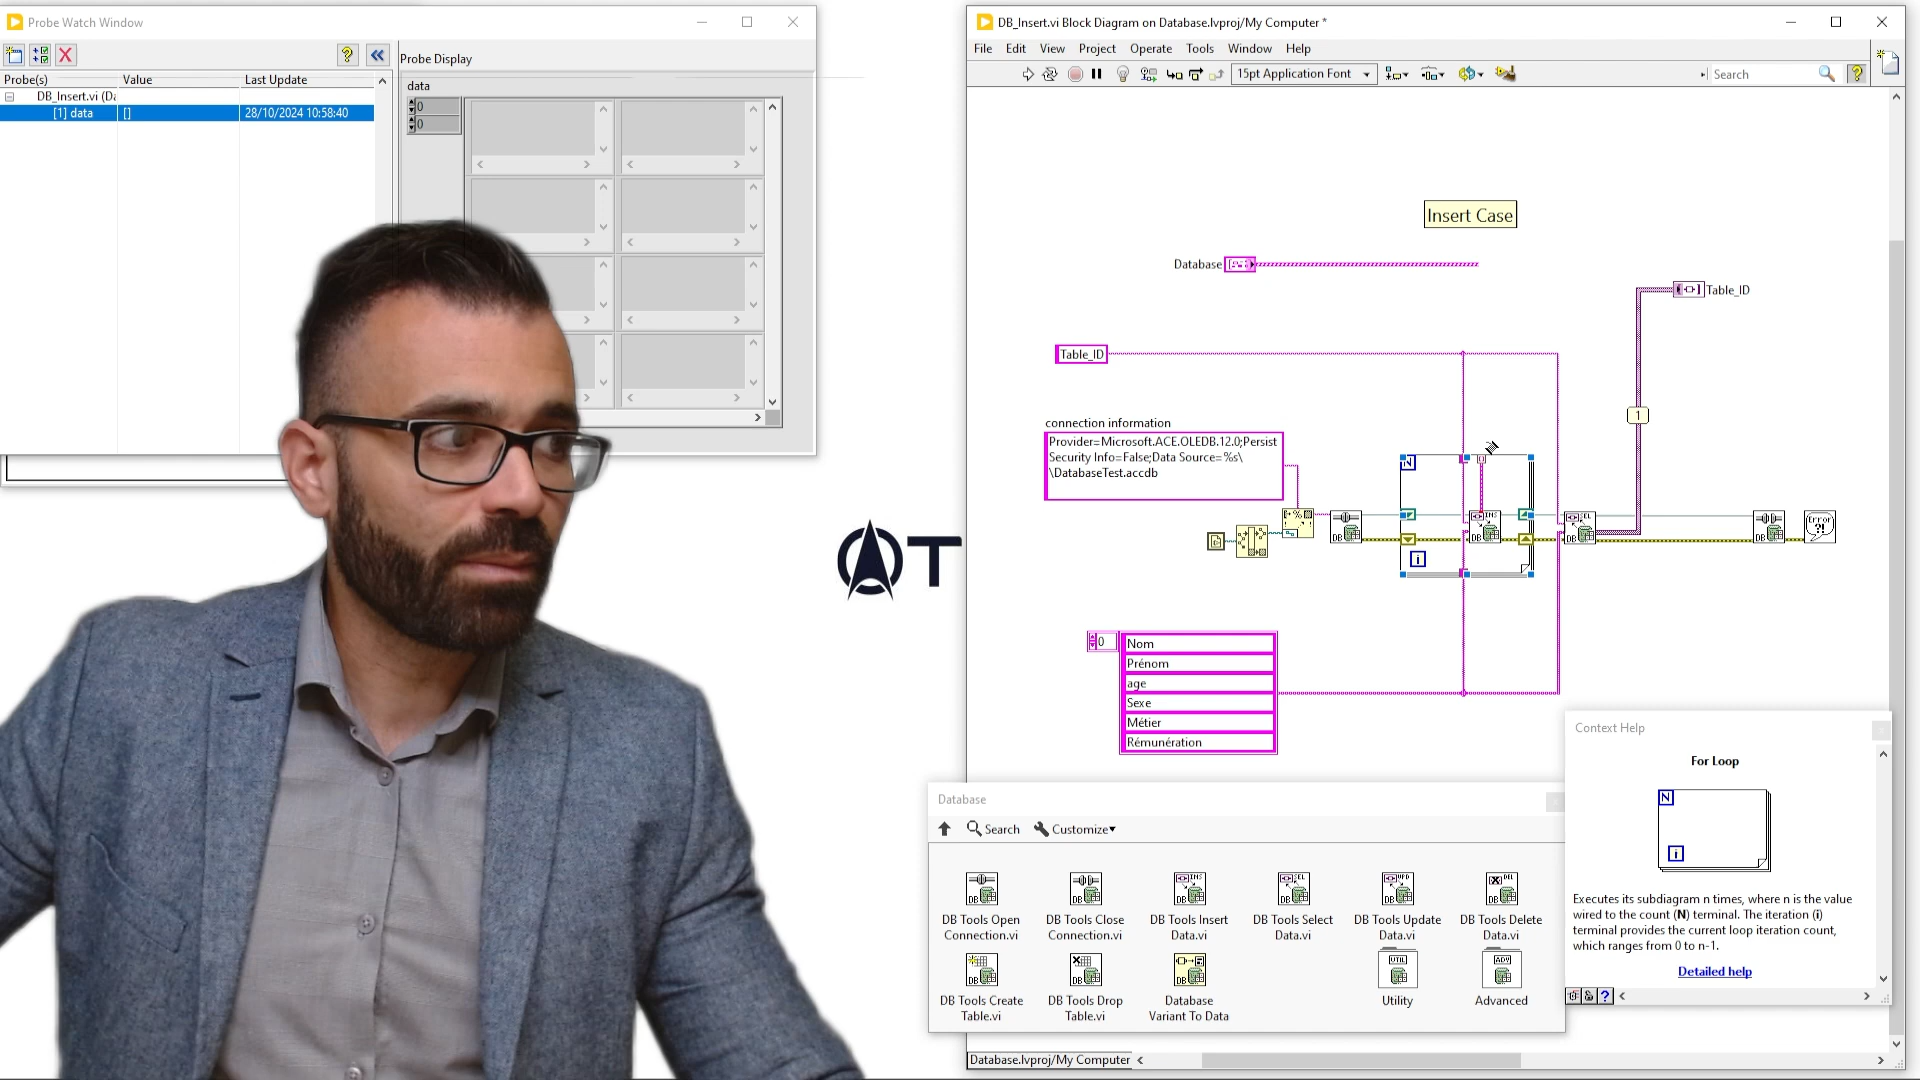 Probe Watch Window
Probe(s) Value Last Update
DB_Insert.vi (Da
[1] data [] 28/10/2024 10:58:40
Probe Display
data
0
0
T
DB_Insert.vi Block Diagram on Database.lvproj/My Computer *
File Edit View Project Operate Tools Window Help
15pt Application Font Search
Insert Case
Database
Table_ID
Table_ID
connection information
Provider=Microsoft.ACE.OLEDB.12.0;Persist
Security Info=False;Data Source=%s\
\DatabaseTest.accdb
1
N
i
INS
DB
SEL
DB
DB
DB
Error
?!
0
Nom
Prénom
age
Sexe
Métier
Rémunération
Context Help
For Loop
N
i
Executes its subdiagram n times, where n is the value
wired to the count (N) terminal. The iteration (i)
terminal provides the current loop iteration count,
which ranges from 0 to n-1.
Detailed help
Database
Search Customize
DB Tools Open
Connection.vi
DB Tools Close
Connection.vi
DB Tools Insert
Data.vi
DB Tools Select
Data.vi
DB Tools Update
Data.vi
DB Tools Delete
Data.vi
DB Tools Create
Table.vi
DB Tools Drop
Table.vi
Database
Variant To Data
Utility
Advanced
Database.lvproj/My Computer